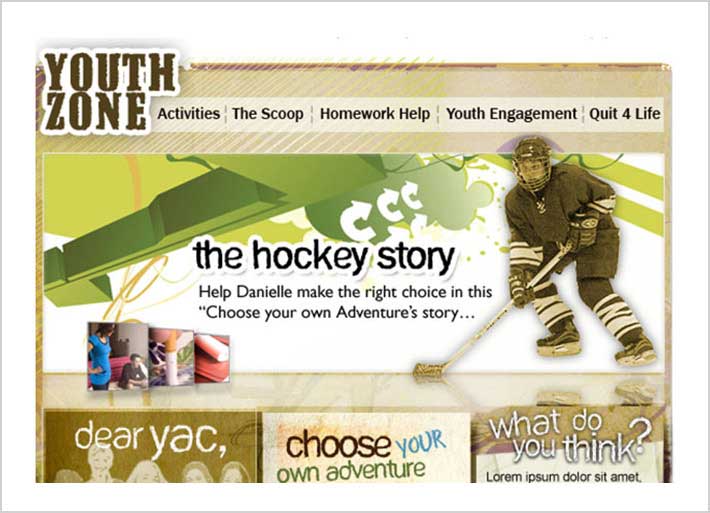 YOUTH
ZONE
Activities The Scoop Homework Help Youth Engagement Quit 4 Life
the hockey story
Help Danielle make the right choice in this
“Choose your own Adventure’s story…
dear yac,
choose YOUR
own adventure
what do
you think?
Lorem ipsum dolor sit amet,